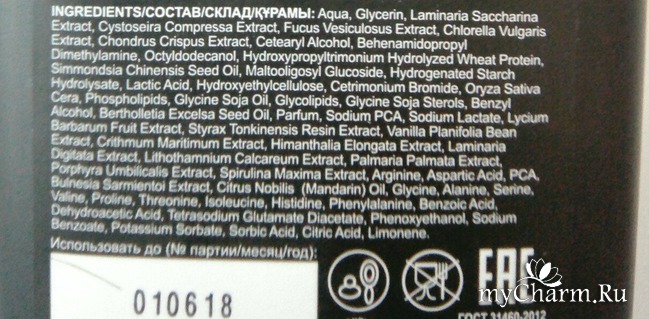 INGREDIENTS/СОСТАВ/СКЛАД/ҚҰРАМЫ: Aqua, Glycerin, Laminaria Saccharina
Extract, Cystoseira Compressa Extract, Fucus Vesiculosus Extract, Chlorella Vulgaris
Extract, Chondrus Crispus Extract, Cetearyl Alcohol, Behenamidopropyl
Dimethylamine, Octyldodecanol, Hydroxypropyltrimonium Hydrolyzed Wheat Protein,
Simmondsia Chinensis Seed Oil, Maltooligosyl Glucoside, Hydrogenated Starch
Hydrolysate, Lactic Acid, Hydroxyethylcellulose, Cetrimonium Bromide, Oryza Sativa
Cera, Phospholipids, Glycine Soja Oil, Glycolipids, Glycine Soja Sterols, Benzyl
Alcohol, Bertholletia Excelsa Seed Oil, Parfum, Sodium PCA, Sodium Lactate, Lycium
Barbarum Fruit Extract, Styrax Tonkinensis Resin Extract, Vanilla Planifolia Bean
Extract, Crithmum Maritimum Extract, Himanthalia Elongata Extract, Laminaria
Digitata Extract, Lithothamnium Calcareum Extract, Palmaria Palmata Extract,
Porphyra Umbilicalis Extract, Spirulina Maxima Extract, Arginine, Aspartic Acid, PCA,
Bulnesia Sarmientoi Extract, Citrus Nobilis (Mandarin) Oil, Glycine, Alanine, Serine,
Valine, Proline, Threonine, Isoleucine, Histidine, Phenylalanine, Benzoic Acid,
Dehydroacetic Acid, Tetrasodium Glutamate Diacetate, Phenoxyethanol, Sodium
Benzoate, Potassium Sorbate, Sorbic Acid, Citric Acid, Limonene.
Использовать до (№ партии/месяц/год):
010618
EAC
myCharm.Ru
ГОСТ 31460-2012